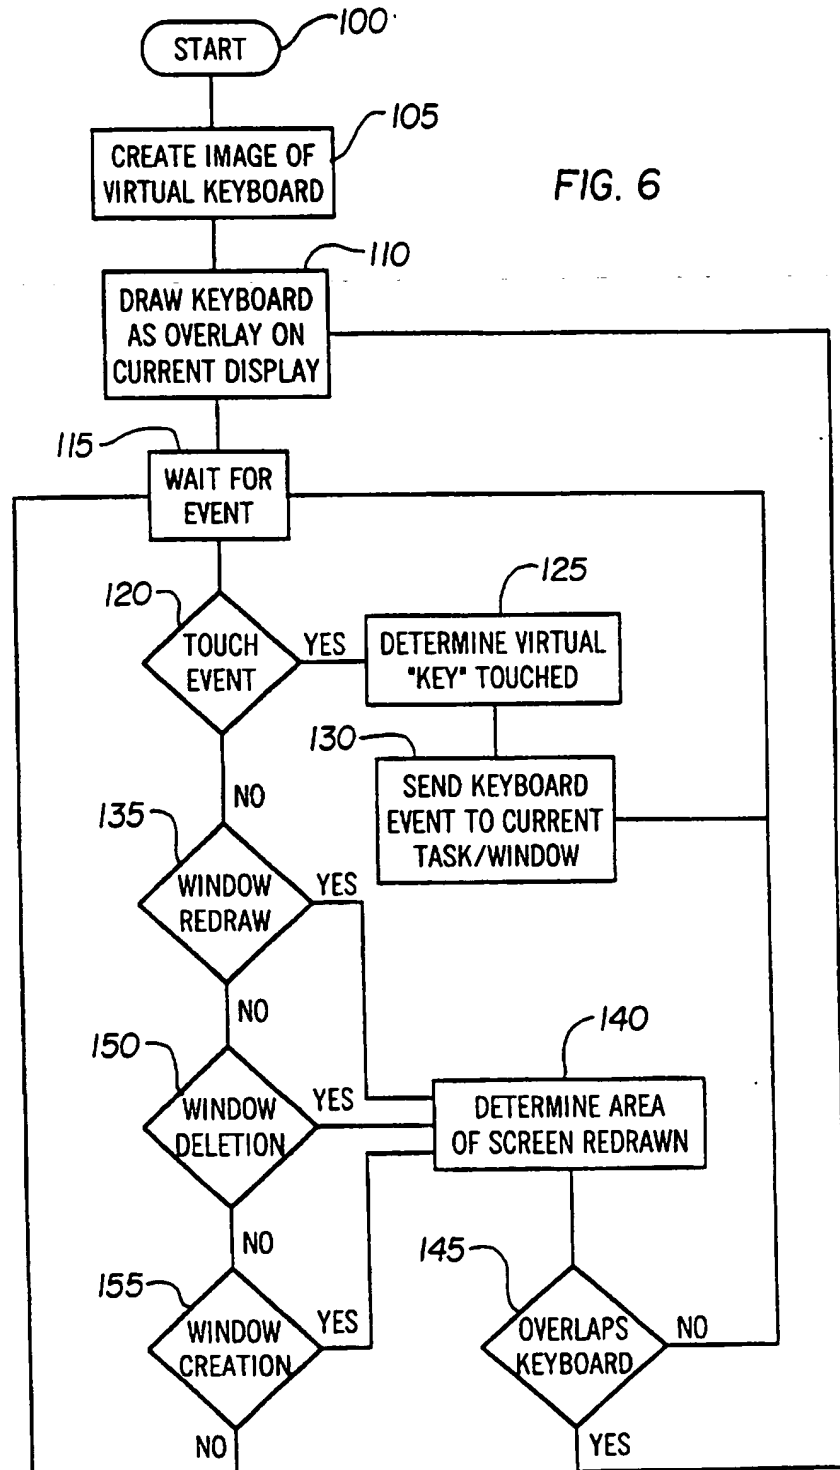 100
START
105
CREATE IMAGE OF
VIRTUAL KEYBOARD
FIG. 6
110
DRAW KEYBOARD
AS OVERLAY ON
CURRENT DISPLAY
115
WAIT FOR
EVENT
120
TOUCH
EVENT
YES
125
DETERMINE VIRTUAL
"KEY" TOUCHED
130
SEND KEYBOARD
EVENT TO CURRENT
TASK/WINDOW
NO
135
WINDOW
REDRAW
YES
NO
140
DETERMINE AREA
OF SCREEN REDRAWN
150
WINDOW
DELETION
YES
NO
145
OVERLAPS
KEYBOARD
NO
YES
155
WINDOW
CREATION
YES
NO